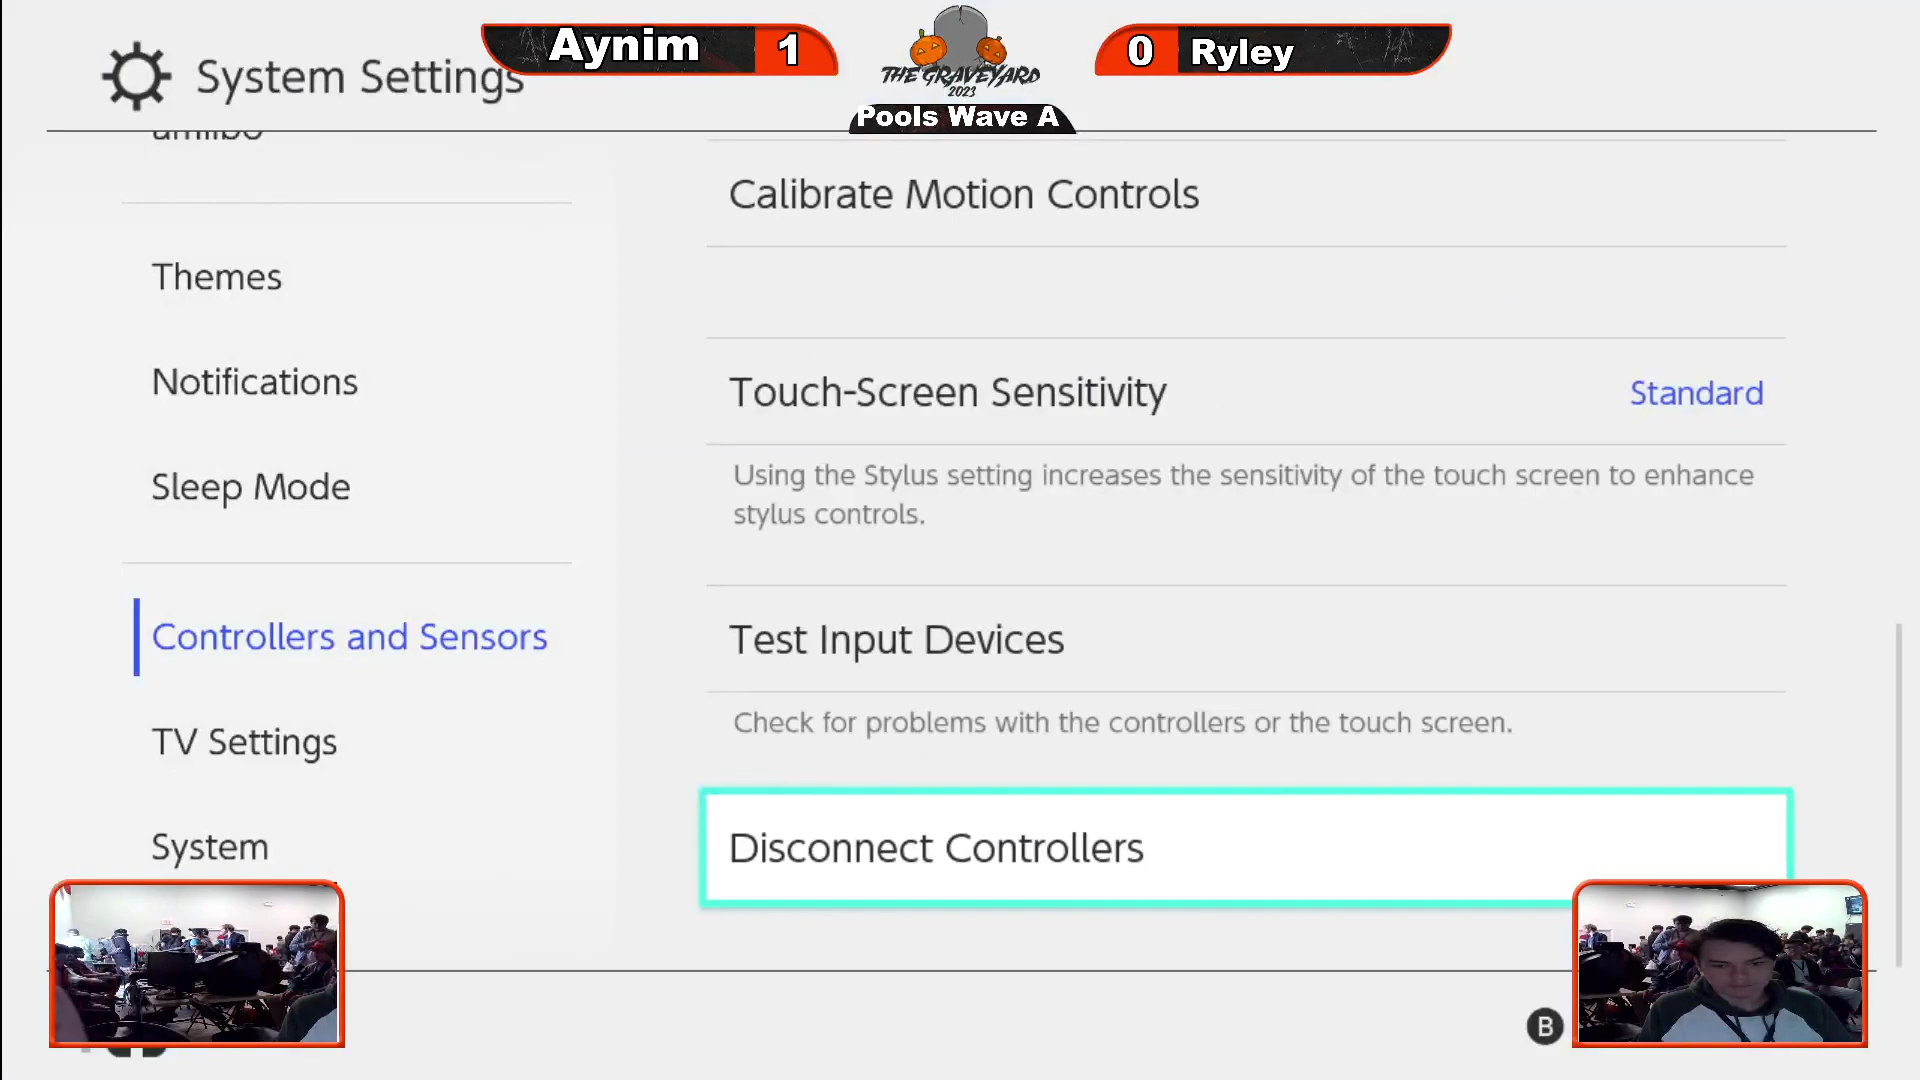 System Settings
Aynim 1
THE GRAVEYARD
2023
Pools Wave A
0 Ryley
amiibo
Themes
Notifications
Sleep Mode
Controllers and Sensors
TV Settings
System
Calibrate Motion Controls
Touch-Screen Sensitivity Standard
Using the Stylus setting increases the sensitivity of the touch screen to enhance
stylus controls.
Test Input Devices
Check for problems with the controllers or the touch screen.
Disconnect Controllers
B